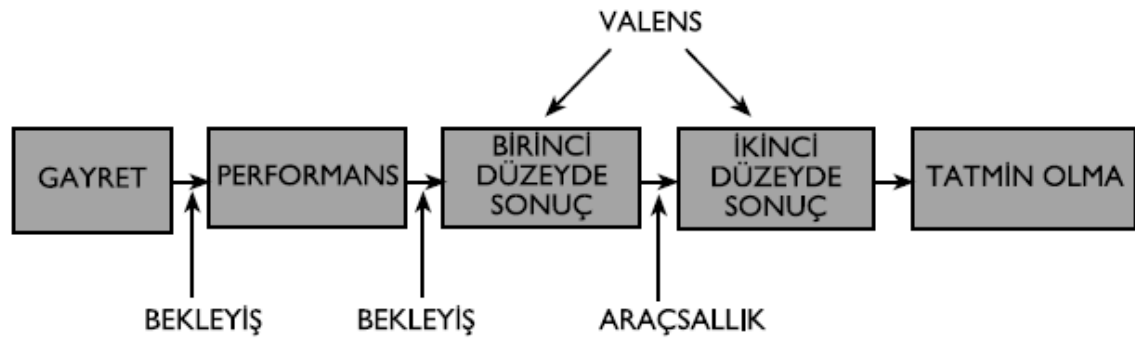 VALENS
GAYRET
PERFORMANS
BİRİNCİ
DÜZEYDE
SONUÇ
İKİNCİ
DÜZEYDE
SONUÇ
TATMİN OLMA
BEKLEYİŞ
BEKLEYİŞ
ARAÇSALLIK